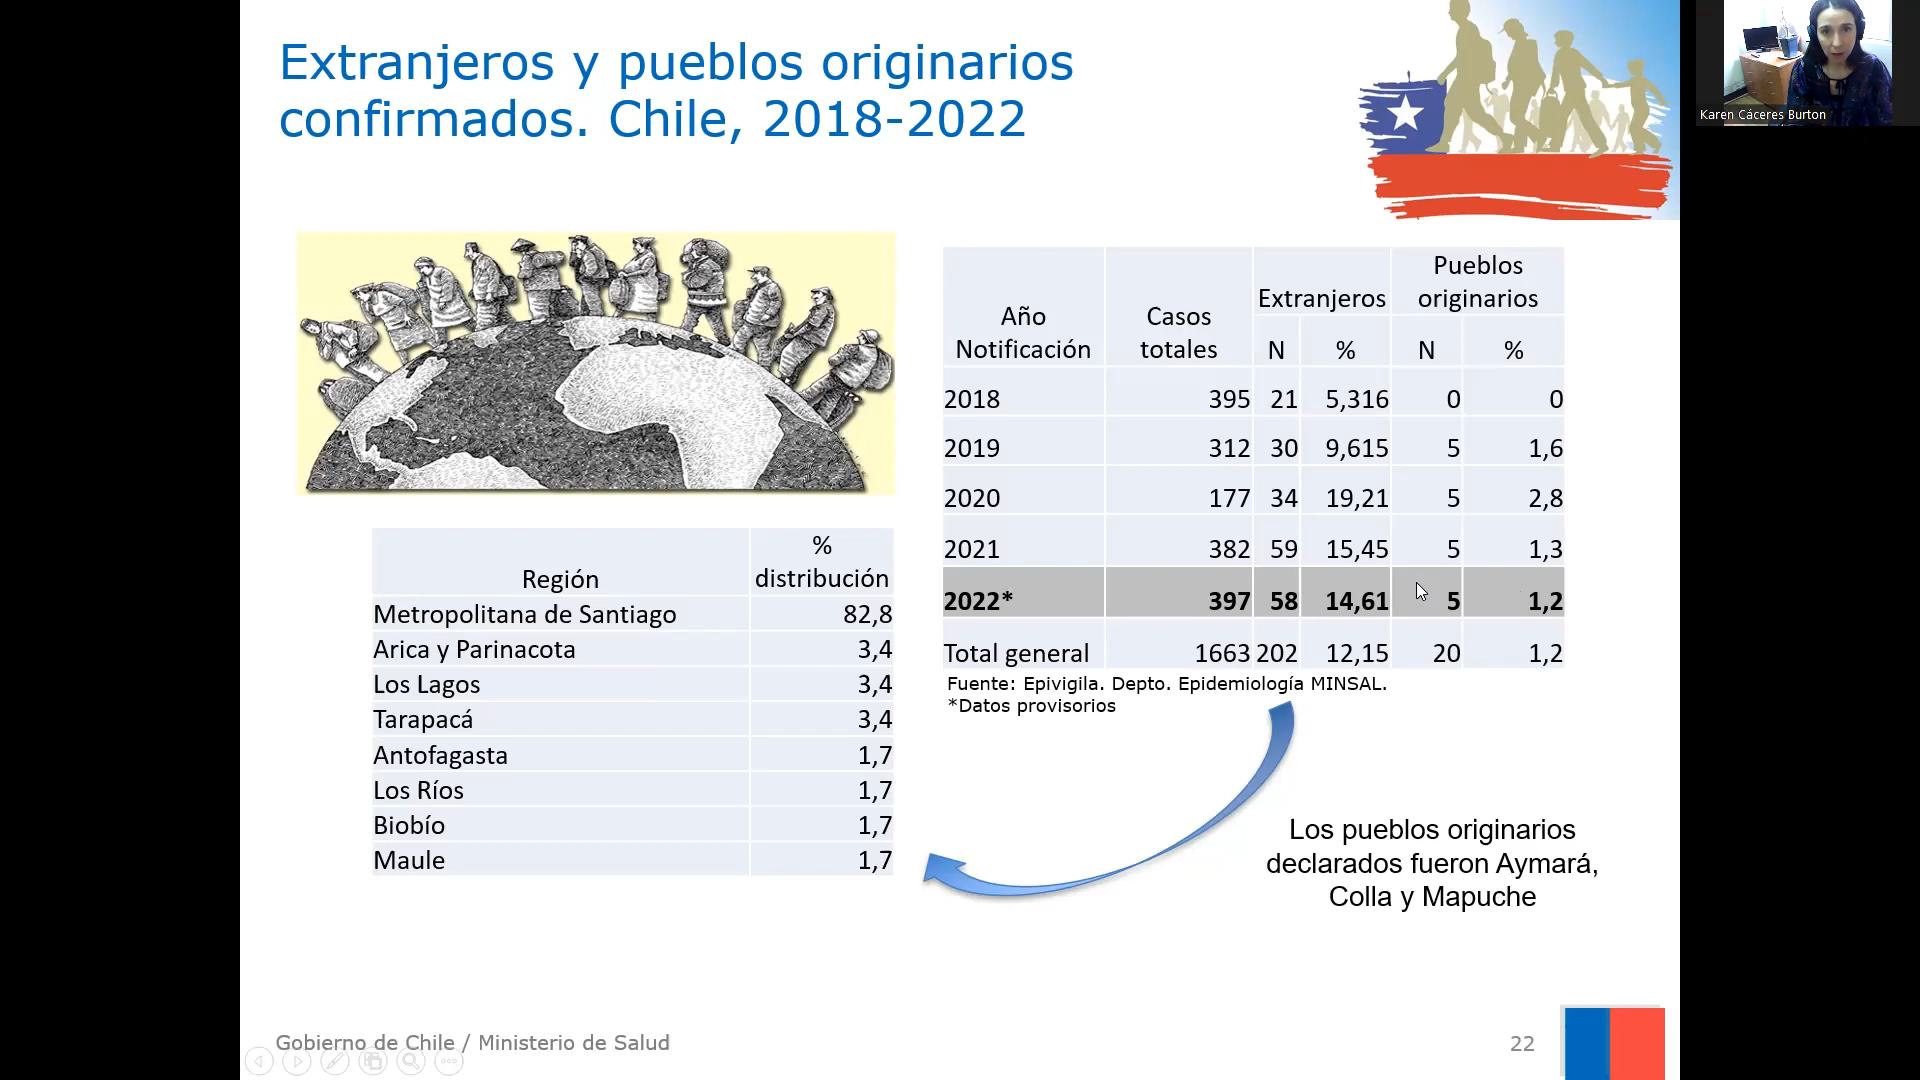 Extranjeros y pueblos originarios
confirmados. Chile, 2018-2022
Karen Cáceres Burton
Año
Notificación
Casos
totales
Extranjeros
Pueblos
originarios
N % N %
2018 395 21 5,316 0 0
2019 312 30 9,615 5 1,6
2020 177 34 19,21 5 2,8
2021 382 59 15,45 5 1,3
2022* 397 58 14,61 5 1,2
Total general 1663 202 12,15 20 1,2
Fuente: Epivigila. Depto. Epidemiología MINSAL.
*Datos provisorios
Región
%
distribución
Metropolitana de Santiago 82,8
Arica y Parinacota 3,4
Los Lagos 3,4
Tarapacá 3,4
Antofagasta 1,7
Los Ríos 1,7
Biobío 1,7
Maule 1,7
Los pueblos originarios
declarados fueron Aymará,
Colla y Mapuche
Gobierno de Chile / Ministerio de Salud
22